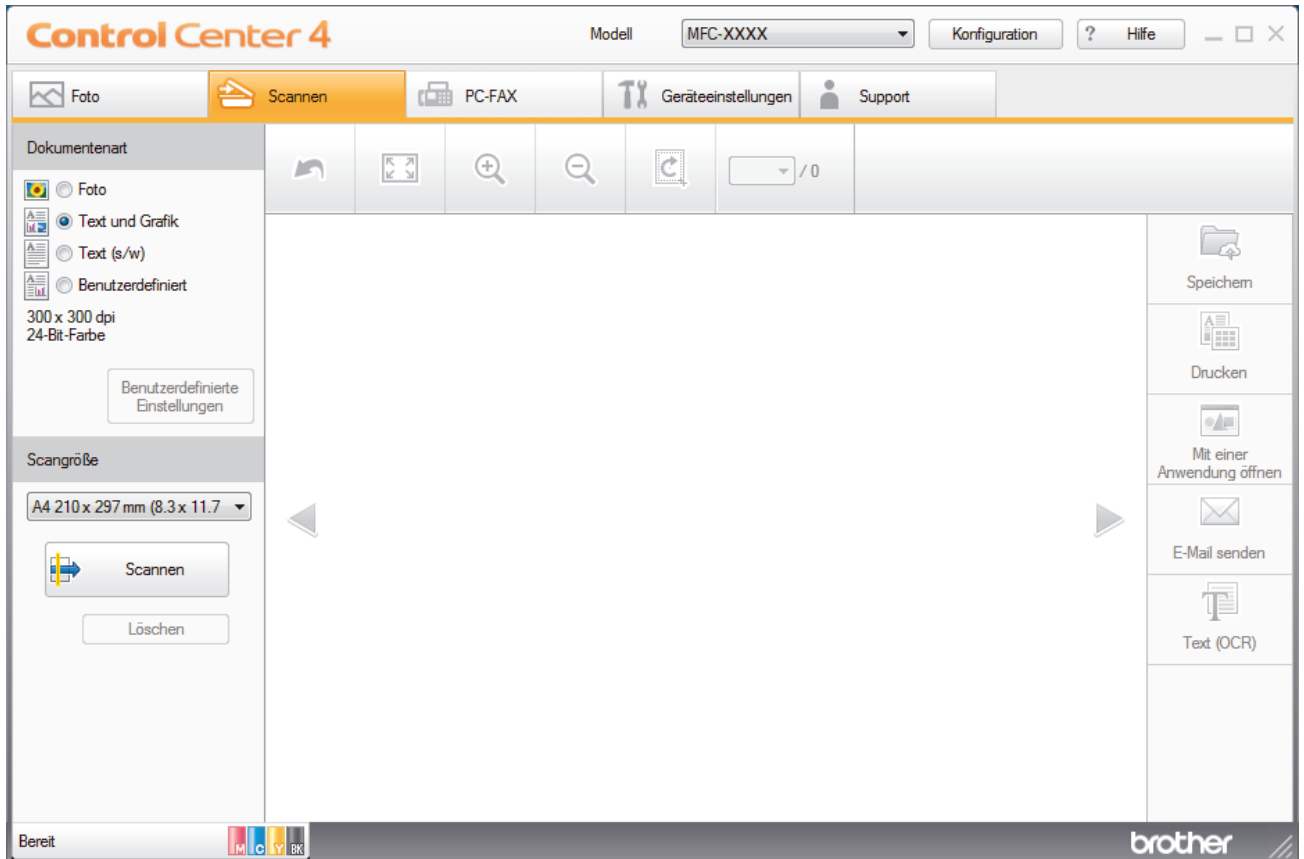 Control Center 4
Modell
MFC-XXXX
Konfiguration
? Hilfe
Foto
Scannen
PC-FAX
Geräteeinstellungen
Support
Dokumentenart
Foto
Text und Grafik
Text (s/w)
Benutzerdefiniert
300 x 300 dpi
24-Bit-Farbe
Benutzerdefinierte
Einstellungen
Scangröße
A4 210 x 297 mm (8.3 x 11.7
Scannen
Löschen
/ 0
Speichern
Drucken
Mit einer
Anwendung öffnen
E-Mail senden
Text (OCR)
Bereit
M C Y BK
brother